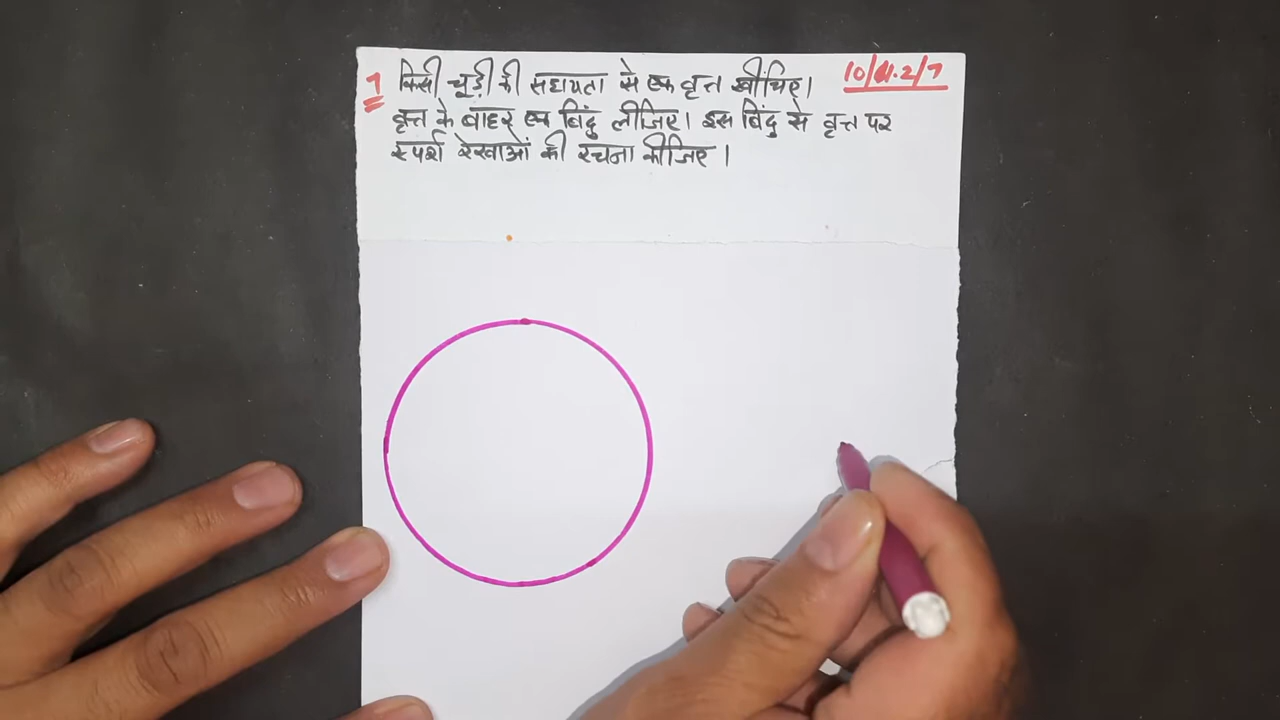 1 किसी चूड़ी की सहायता से एक वृत्त खींचिए। 10/11.2/7
वृत्त के बाहर एक बिंदु लीजिए। इस बिंदु से वृत्त पर
स्पर्श रेखाओं की रचना कीजिए।